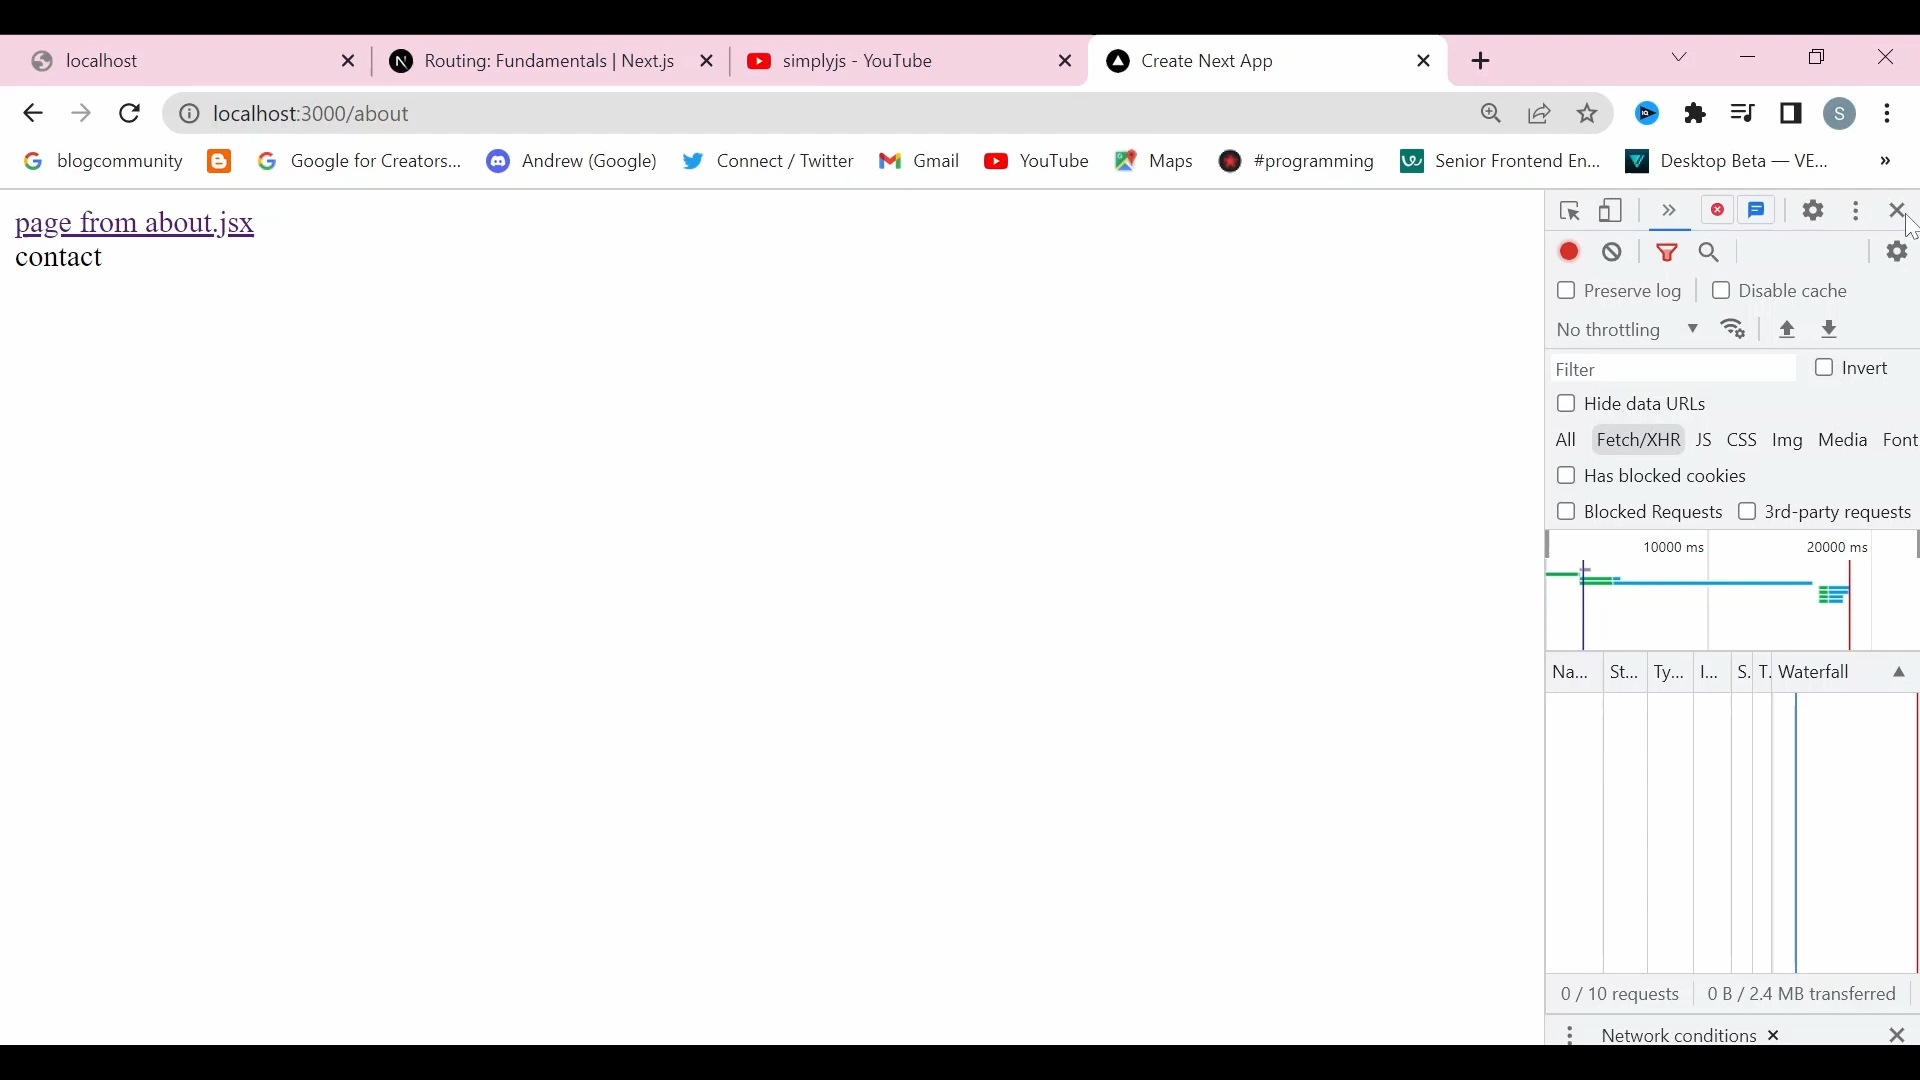 localhost
Routing: Fundamentals | Next.js
simplyjs - YouTube
Create Next App
localhost:3000/about
S
blogcommunity
Google for Creators...
Andrew (Google)
Connect / Twitter
Gmail
YouTube
Maps
#programming
Senior Frontend En...
Desktop Beta — VE...
»
page from about.jsx
contact
Preserve log
Disable cache
No throttling
Filter
Invert
Hide data URLs
All Fetch/XHR JS CSS Img Media Font
Has blocked cookies
Blocked Requests
3rd-party requests
10000 ms
20000 ms
Na...
St...
Ty...
I...
S.
T.
Waterfall
0 / 10 requests
0 B / 2.4 MB transferred
Network conditions